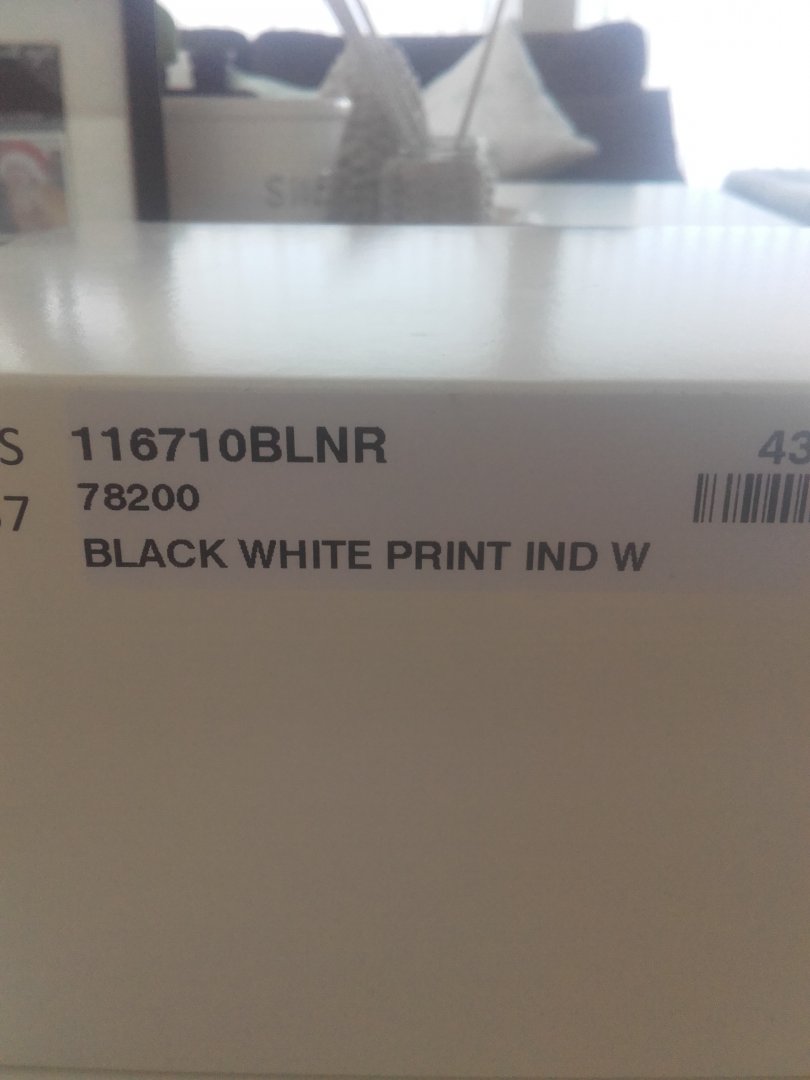 S 116710BLNR 43
7 78200
BLACK WHITE PRINT IND W